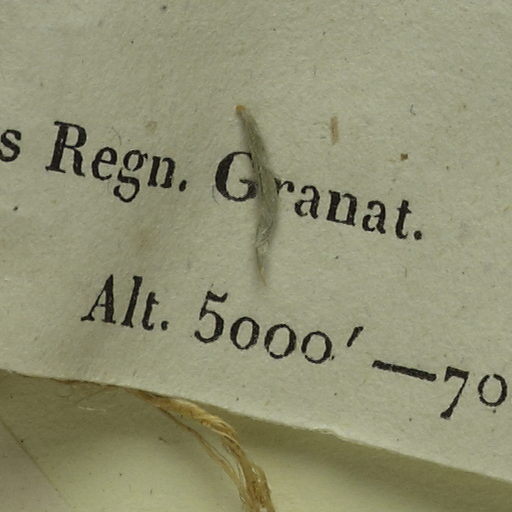 s Regn. Granat.
Alt. 5000′—70